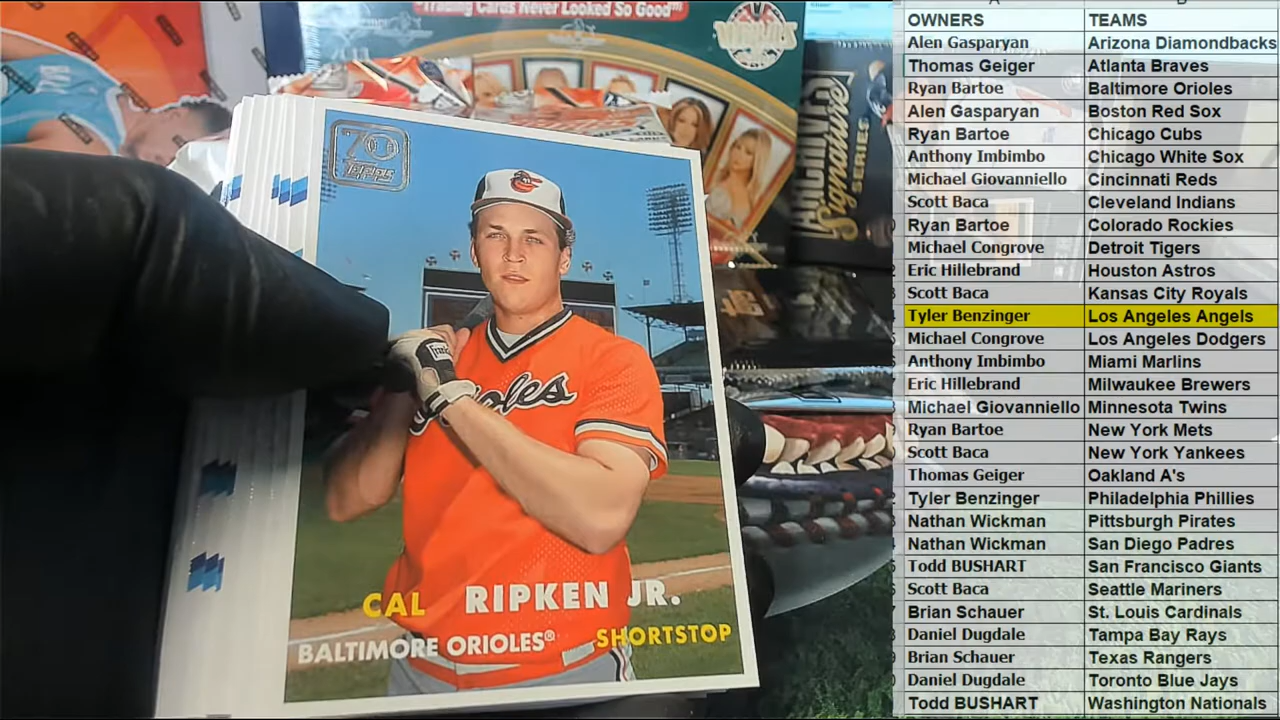 "Trading Cards Never Looked So Good"
70
Topps
Orioles
CAL RIPKEN JR.
BALTIMORE ORIOLES® SHORTSTOP
ARCHIVES
Signature
SERIES
OWNERS TEAMS
Alen Gasparyan Arizona Diamondbacks
Thomas Geiger Atlanta Braves
Ryan Bartoe Baltimore Orioles
Alen Gasparyan Boston Red Sox
Ryan Bartoe Chicago Cubs
Anthony Imbimbo Chicago White Sox
Michael Giovanniello Cincinnati Reds
Scott Baca Cleveland Indians
Ryan Bartoe Colorado Rockies
Michael Congrove Detroit Tigers
Eric Hillebrand Houston Astros
Scott Baca Kansas City Royals
Tyler Benzinger Los Angeles Angels
Michael Congrove Los Angeles Dodgers
Anthony Imbimbo Miami Marlins
Eric Hillebrand Milwaukee Brewers
Michael Giovanniello Minnesota Twins
Ryan Bartoe New York Mets
Scott Baca New York Yankees
Thomas Geiger Oakland A's
Tyler Benzinger Philadelphia Phillies
Nathan Wickman Pittsburgh Pirates
Nathan Wickman San Diego Padres
Todd BUSHART San Francisco Giants
Scott Baca Seattle Mariners
Brian Schauer St. Louis Cardinals
Daniel Dugdale Tampa Bay Rays
Brian Schauer Texas Rangers
Daniel Dugdale Toronto Blue Jays
Todd BUSHART Washington Nationals